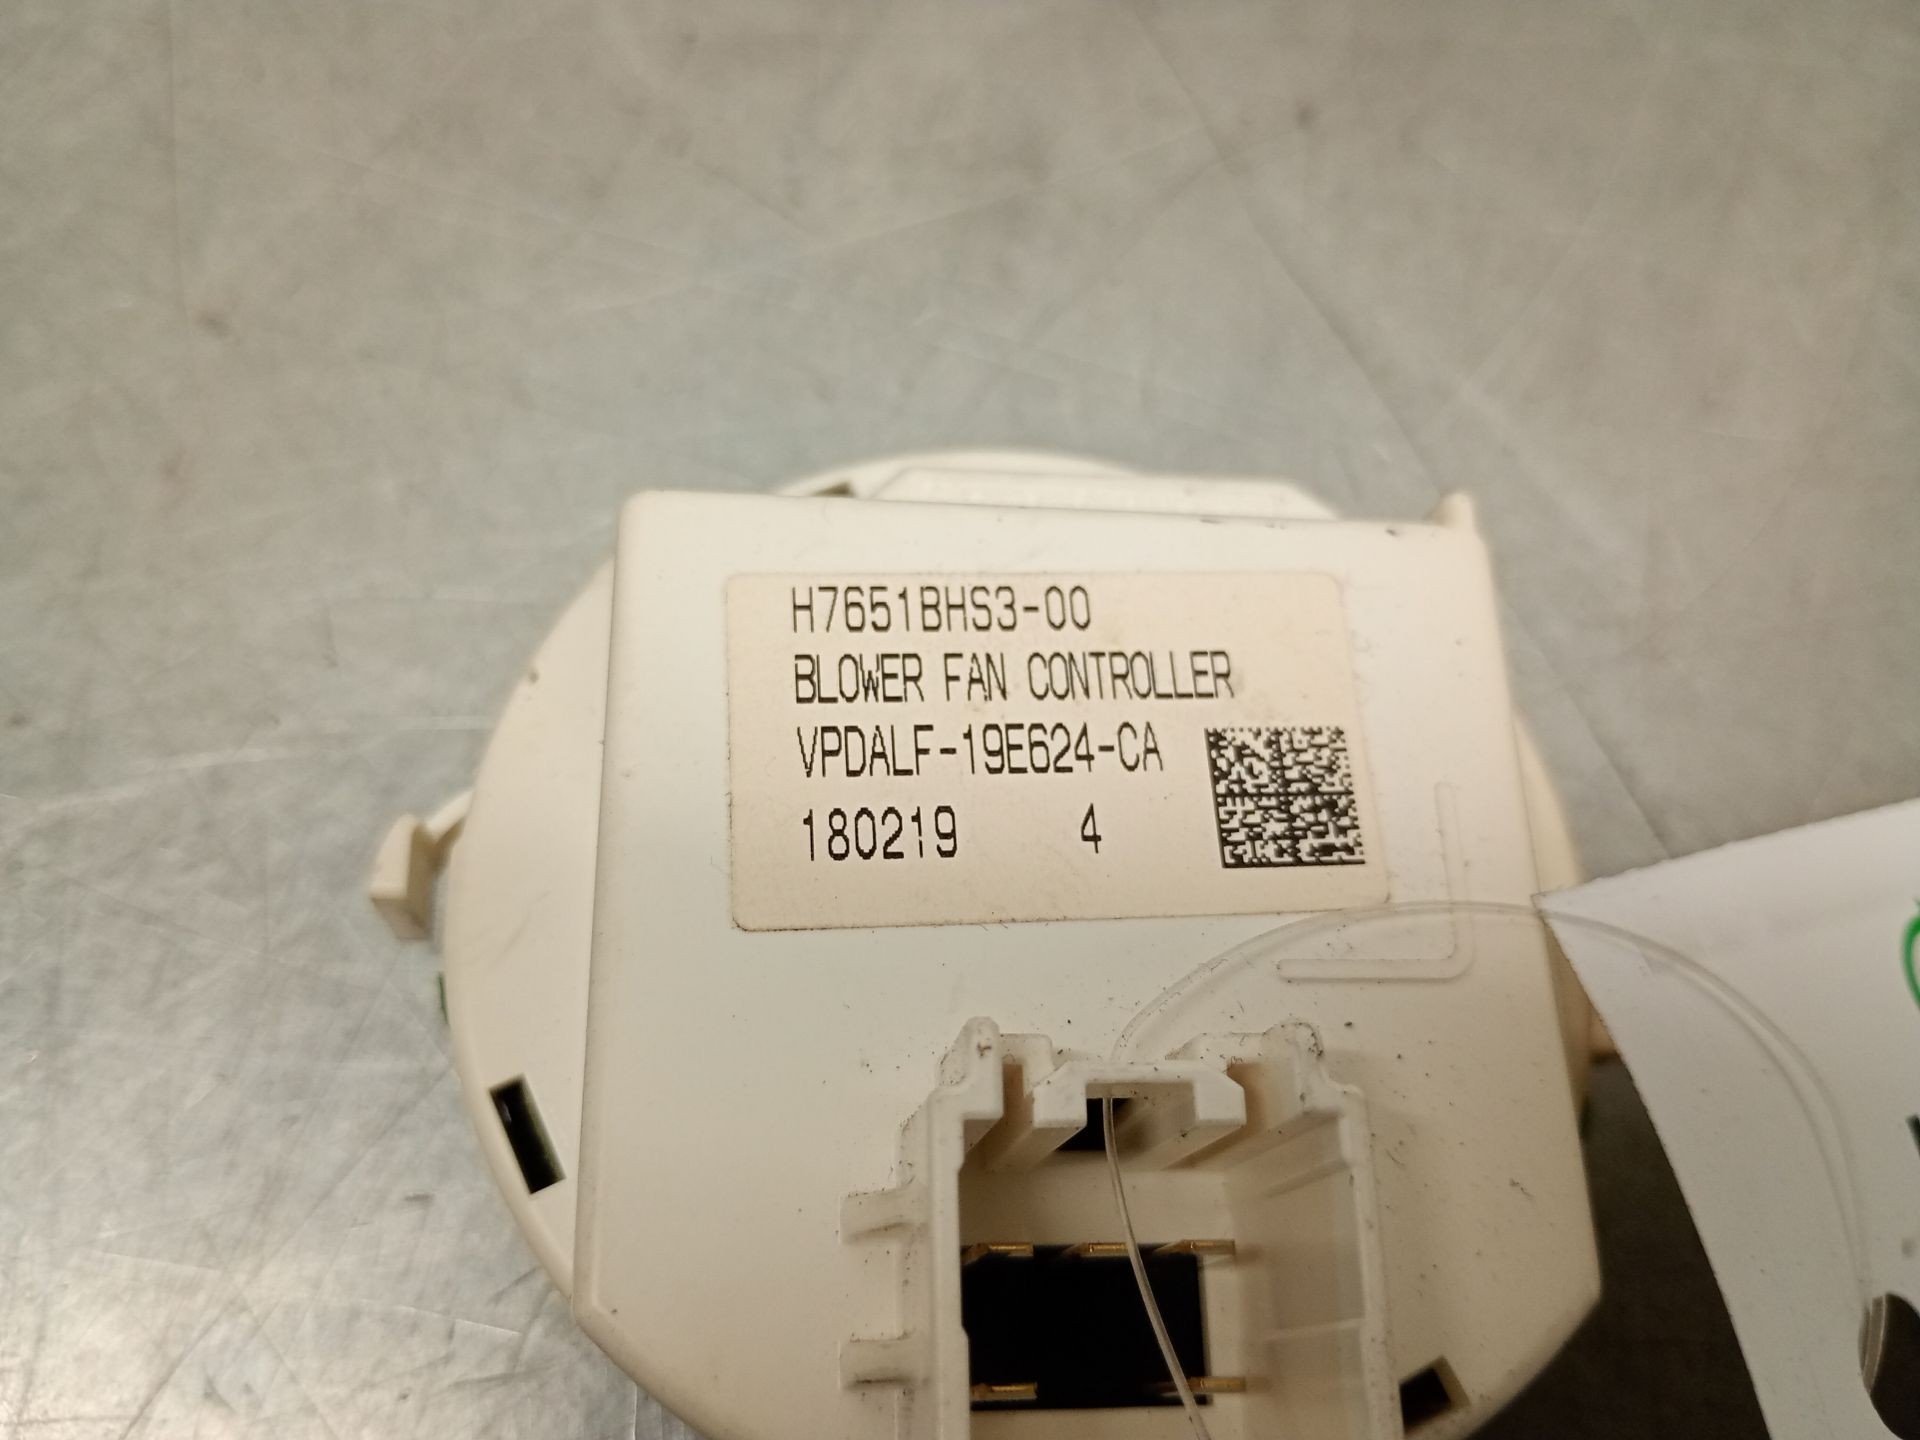 H7651BHS3-00
BLOWER FAN CONTROLLER
VPDALF-19E624-CA
180219 4